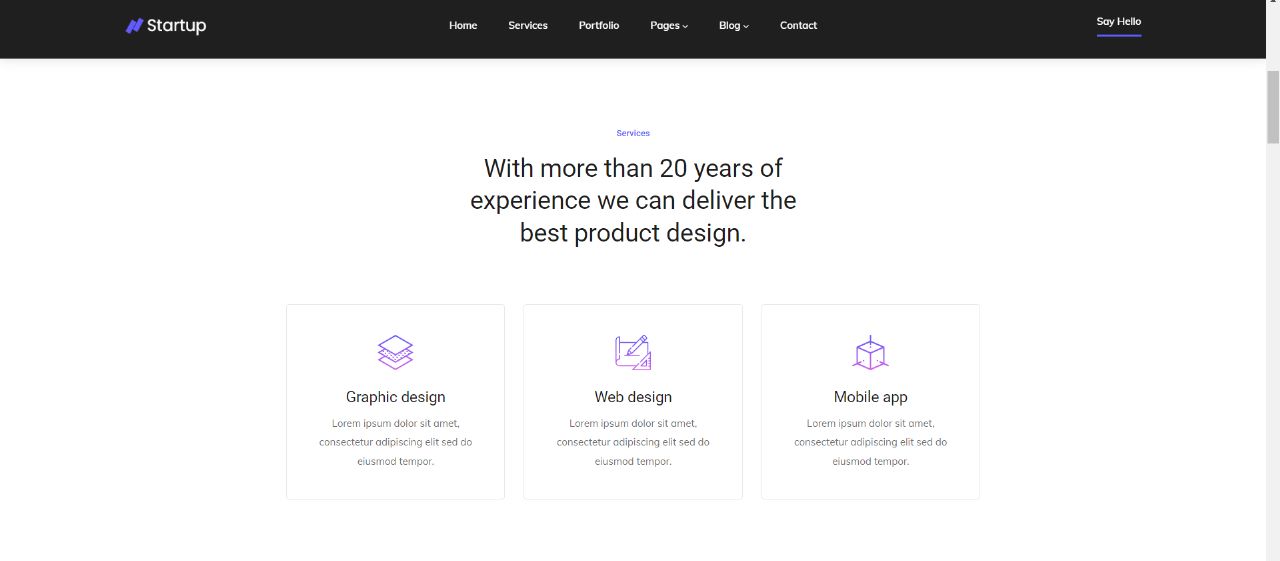 Startup
Home Services Portfolio Pages Blog Contact
Say Hello
Services
With more than 20 years of
experience we can deliver the
best product design.
Graphic design
Lorem ipsum dolor sit amet,
consectetur adipiscing elit sed do
eiusmod tempor.
Web design
Lorem ipsum dolor sit amet,
consectetur adipiscing elit sed do
eiusmod tempor.
Mobile app
Lorem ipsum dolor sit amet,
consectetur adipiscing elit sed do
eiusmod tempor.